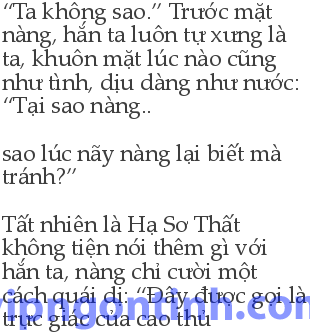 “Ta không sao.” Trước mặt
nàng, hắn ta luôn tự xưng là
ta, khuôn mặt lúc nào cũng
như tình, dịu dàng như nước:
“Tại sao nàng..
sao lúc nãy nàng lại biết mà
tránh?”
Tất nhiên là Hạ Sơ Thất
không tiện nói thêm gì với
hắn ta, nàng chi cười một
cách quái dị: “Đây được gọi là
trực giác của cao thủ
vipngontinh.com